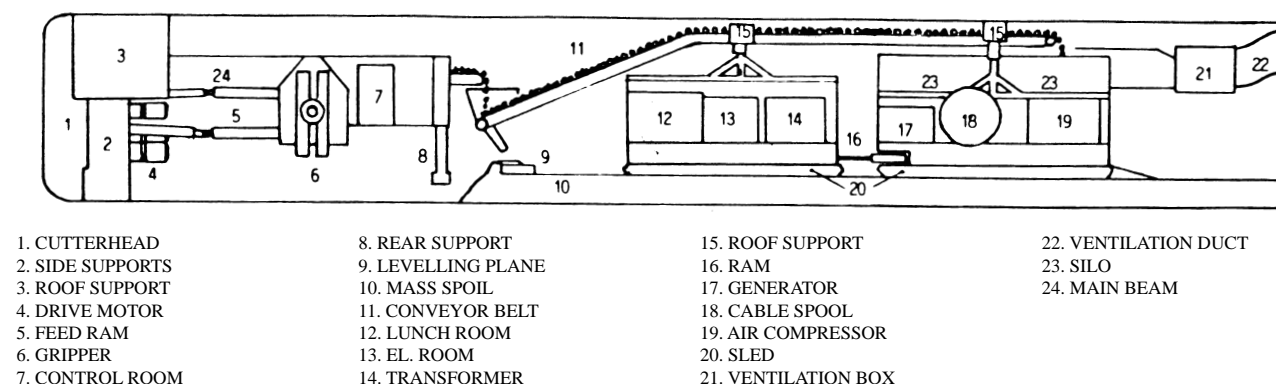 3
24
11
15
15
23
23
21
22
1
2
5
7
12
13
14
17
18
19
4
6
8
9
10
16
20
1. CUTTERHEAD
2. SIDE SUPPORTS
3. ROOF SUPPORT
4. DRIVE MOTOR
5. FEED RAM
6. GRIPPER
7. CONTROL ROOM
8. REAR SUPPORT
9. LEVELLING PLANE
10. MASS SPOIL
11. CONVEYOR BELT
12. LUNCH ROOM
13. EL. ROOM
14. TRANSFORMER
15. ROOF SUPPORT
16. RAM
17. GENERATOR
18. CABLE SPOOL
19. AIR COMPRESSOR
20. SLED
21. VENTILATION BOX
22. VENTILATION DUCT
23. SILO
24. MAIN BEAM